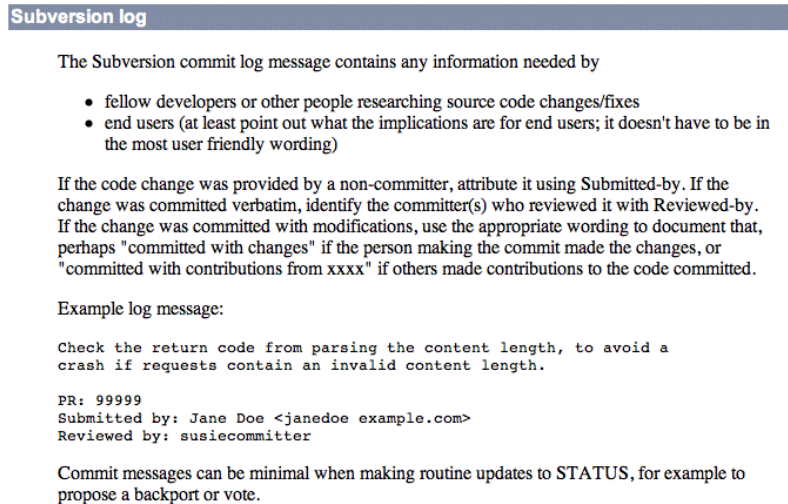 Subversion log
The Subversion commit log message contains any information needed by
• fellow developers or other people researching source code changes/fixes
• end users (at least point out what the implications are for end users; it doesn't have to be in
the most user friendly wording)
If the code change was provided by a non-committer, attribute it using Submitted-by. If the
change was committed verbatim, identify the committer(s) who reviewed it with Reviewed-by.
If the change was committed with modifications, use the appropriate wording to document that,
perhaps "committed with changes" if the person making the commit made the changes, or
"committed with contributions from xxxx" if others made contributions to the code committed.
Example log message:
Check the return code from parsing the content length, to avoid a
crash if requests contain an invalid content length.
PR: 99999
Submitted by: Jane Doe <janedoe example.com>
Reviewed by: susiecommitter
Commit messages can be minimal when making routine updates to STATUS, for example to
propose a backport or vote.